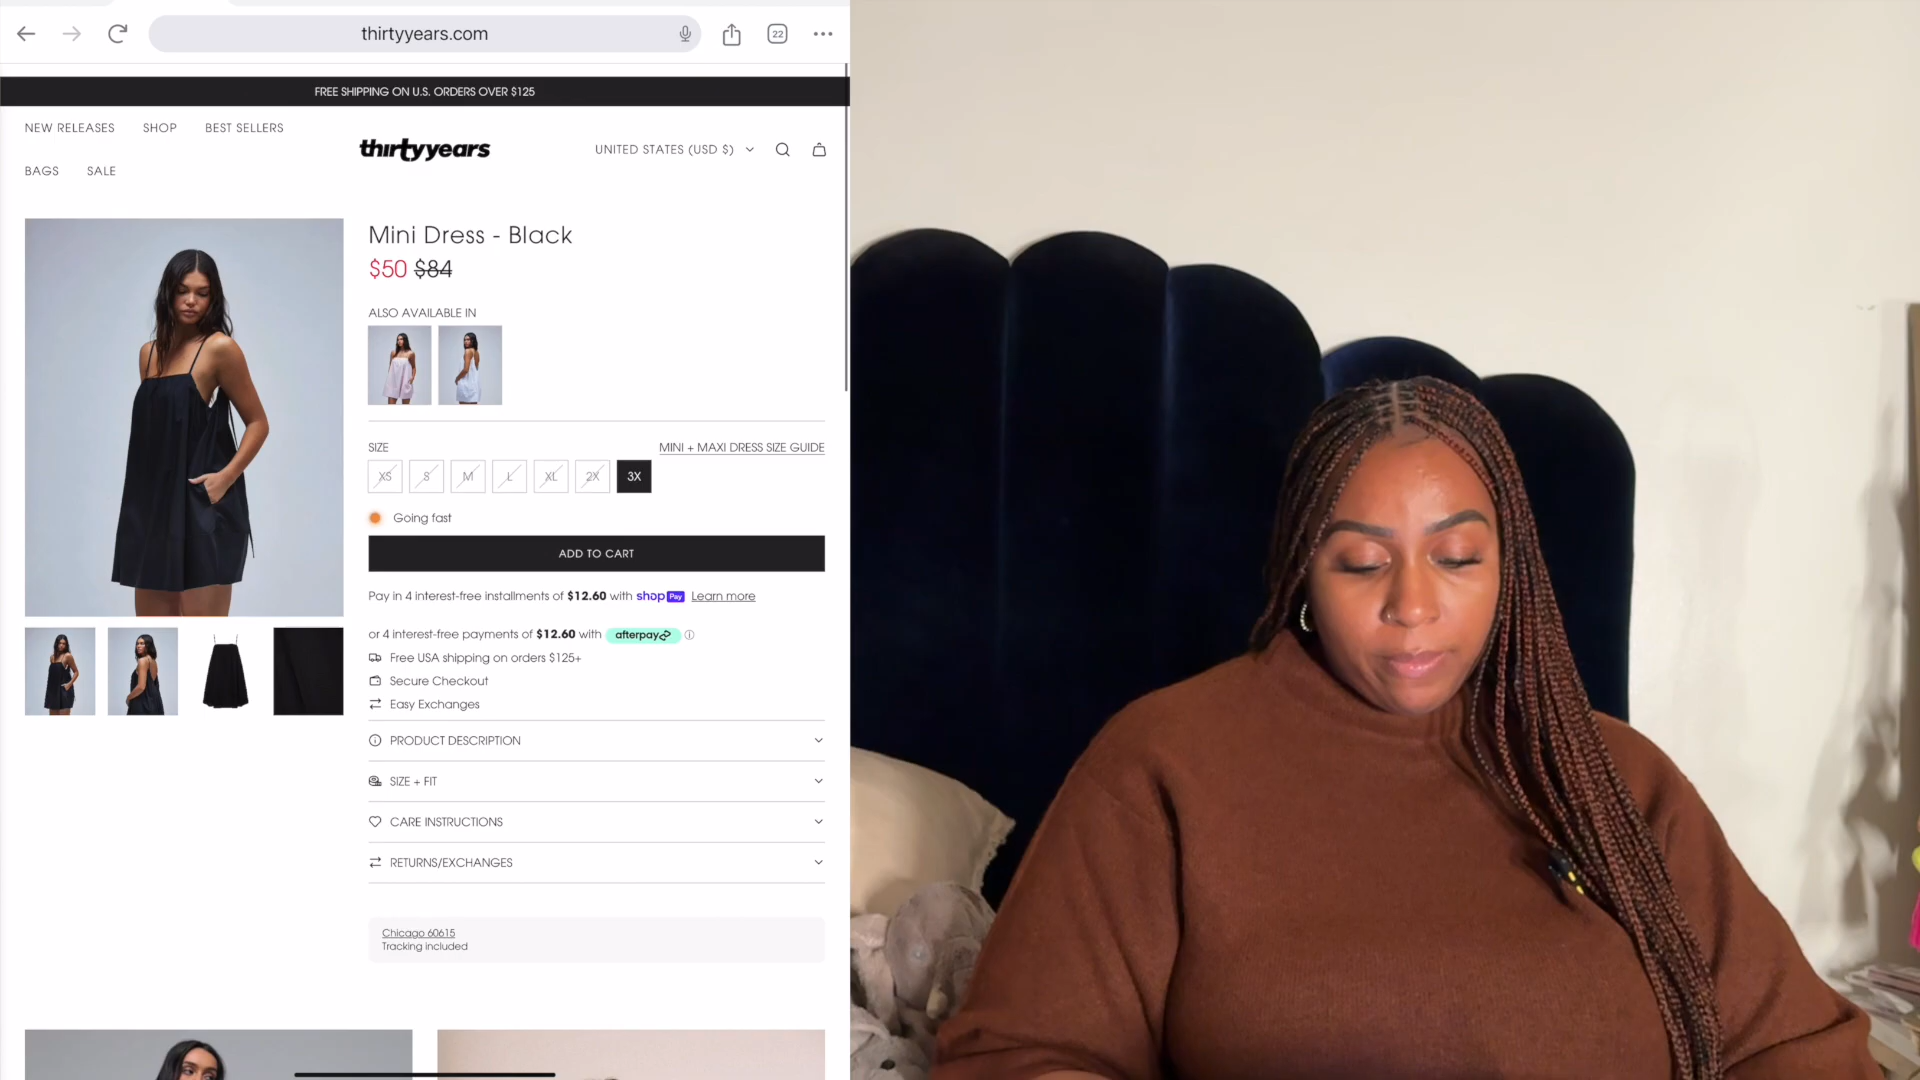 thirtyyears.com
22
FREE SHIPPING ON U.S. ORDERS OVER $125
NEW RELEASES SHOP BEST SELLERS
BAGS SALE
thirtyyears
UNITED STATES (USD $)
Mini Dress - Black
$50 $84
ALSO AVAILABLE IN
SIZE MINI + MAXI DRESS SIZE GUIDE
XS S M L XL 2X 3X
Going fast
ADD TO CART
Pay in 4 interest-free installments of $12.60 with shop Pay Learn more
or 4 interest-free payments of $12.60 with afterpay
Free USA shipping on orders $125+
Secure Checkout
Easy Exchanges
PRODUCT DESCRIPTION
SIZE + FIT
CARE INSTRUCTIONS
RETURNS/EXCHANGES
Chicago 60615
Tracking included